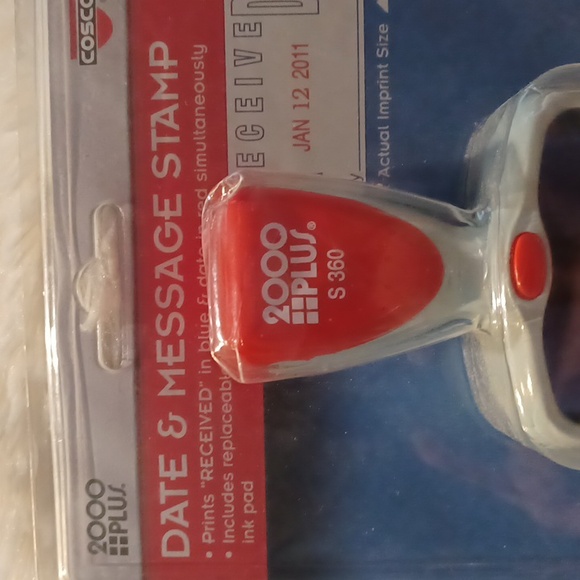 COSCO
2000
PLUS.
DATE & MESSAGE STAMP
• Prints "RECEIVED" in blue & date in red simultaneously
• Includes replaceable
ink pad
ECEIVE
JAN 12 2011
Actual Imprint Size
2000
PLUS®
S 360